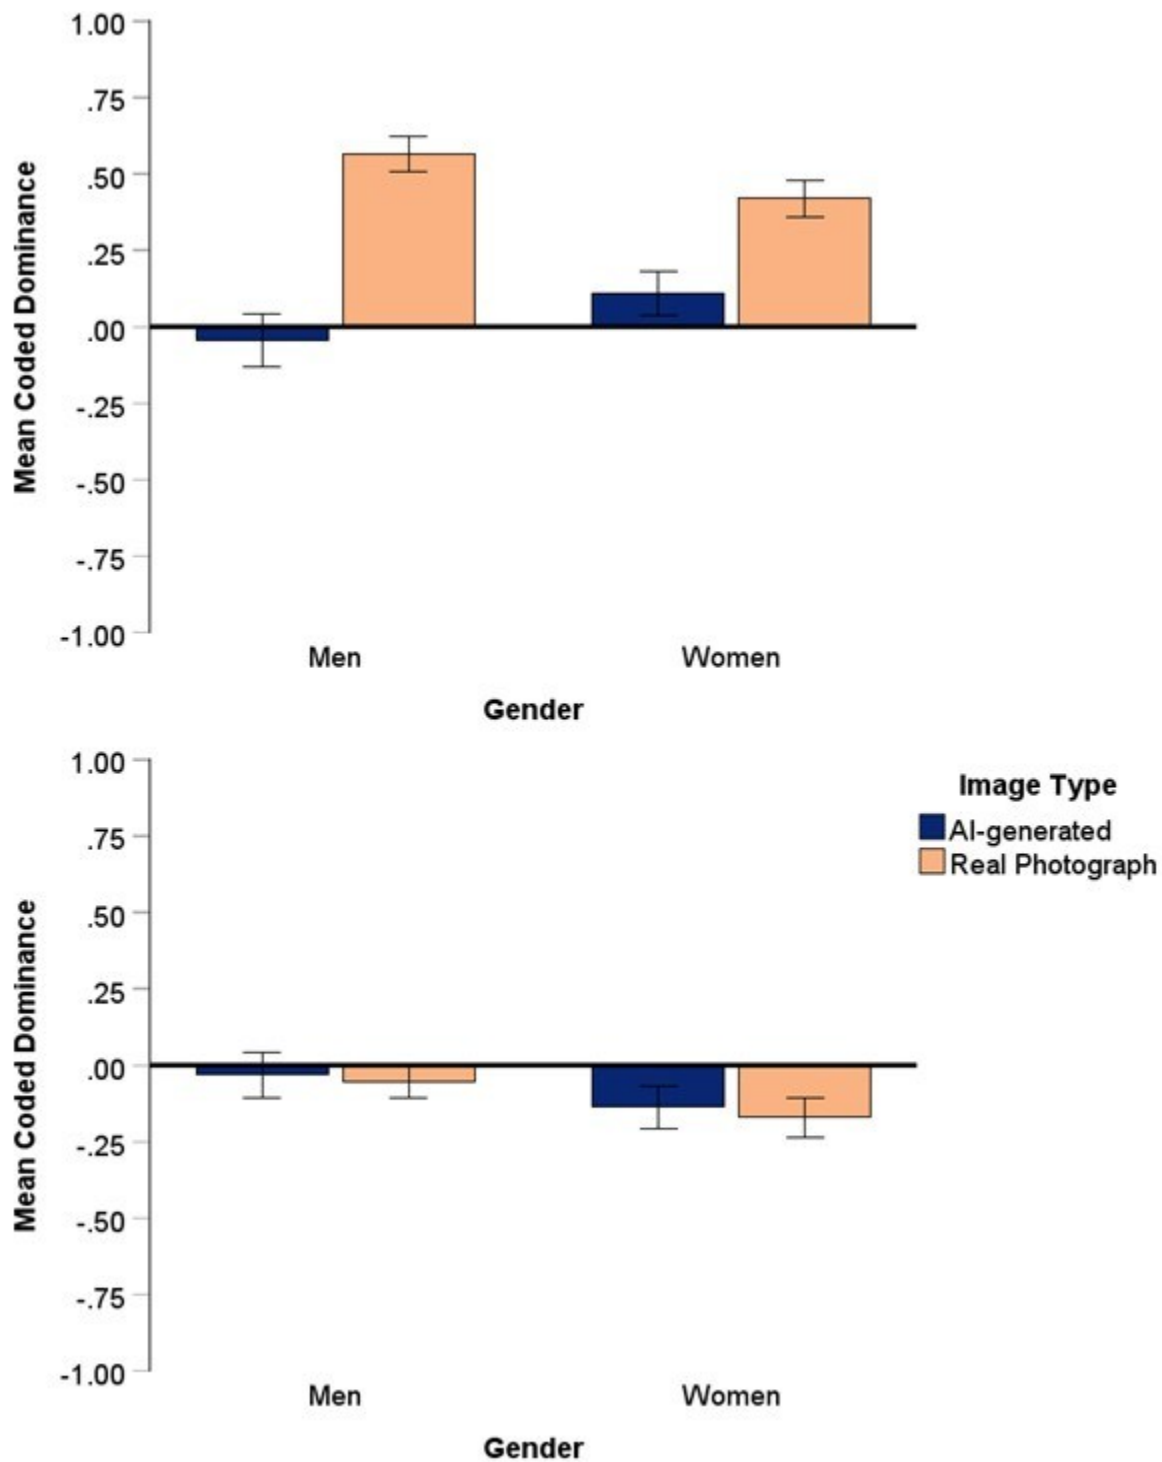 1.00
.75
.50
.25
.00
-.25
-.50
-.75
-1.00
Mean Coded Dominance
Men Women
Gender
1.00
.75
.50
.25
.00
-.25
-.50
-.75
-1.00
Mean Coded Dominance
Men Women
Gender
Image Type
AI-generated
Real Photograph